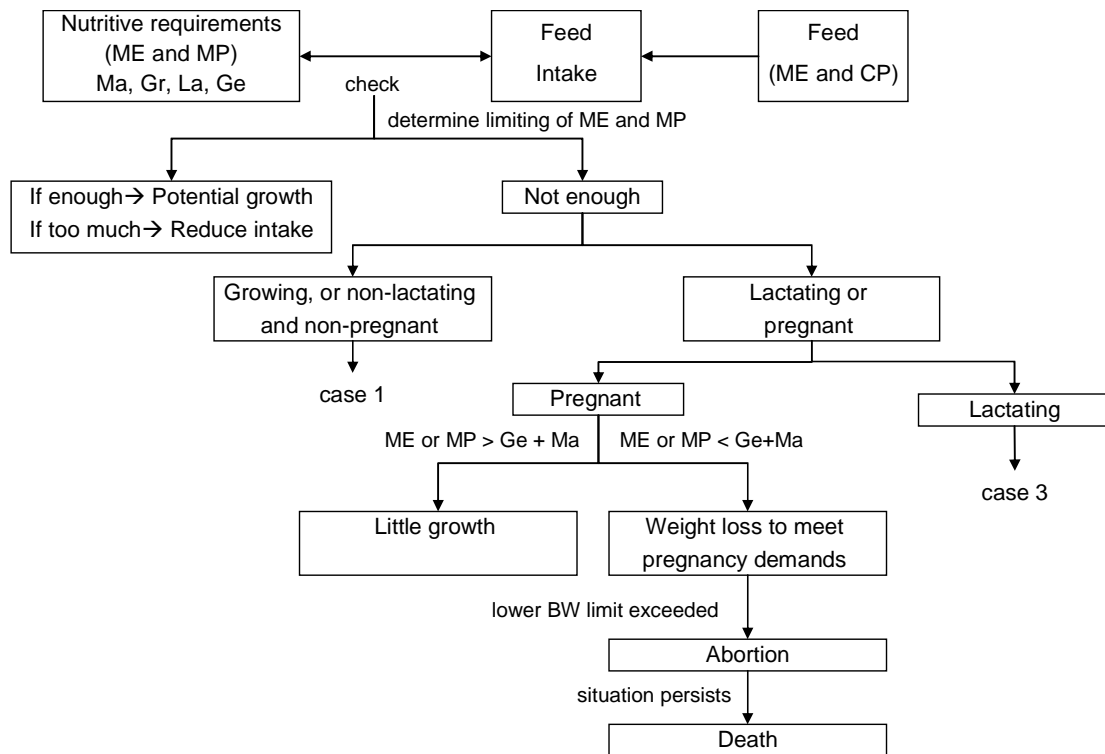 Nutritive requirements
(ME and MP)
Ma, Gr, La, Ge
Feed
Intake
Feed
(ME and CP)
check
determine limiting of ME and MP
If enough→ Potential growth
If too much→ Reduce intake
Not enough
Growing, or non-lactating
and non-pregnant
Lactating or
pregnant
case 1
Pregnant
Lactating
ME or MP > Ge + Ma
ME or MP < Ge+Ma
case 3
Little growth
Weight loss to meet
pregnancy demands
lower BW limit exceeded
Abortion
situation persists
Death